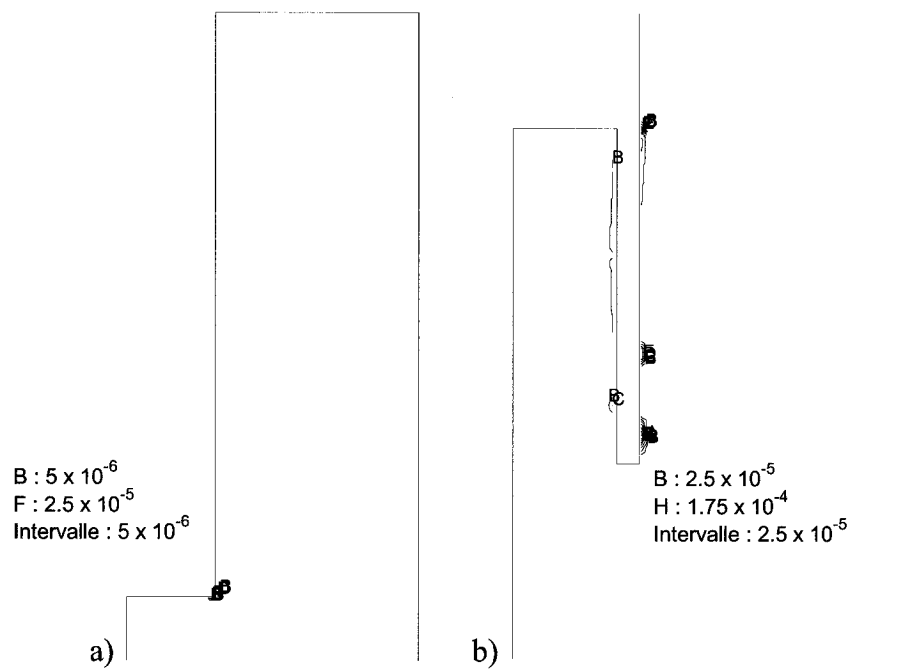 B
B
B C
B : 5 x 10^-6
F : 2.5 x 10^-5
Intervalle : 5 x 10^-6
B : 2.5 x 10^-5
H : 1.75 x 10^-4
Intervalle : 2.5 x 10^-5
B
a)
b)